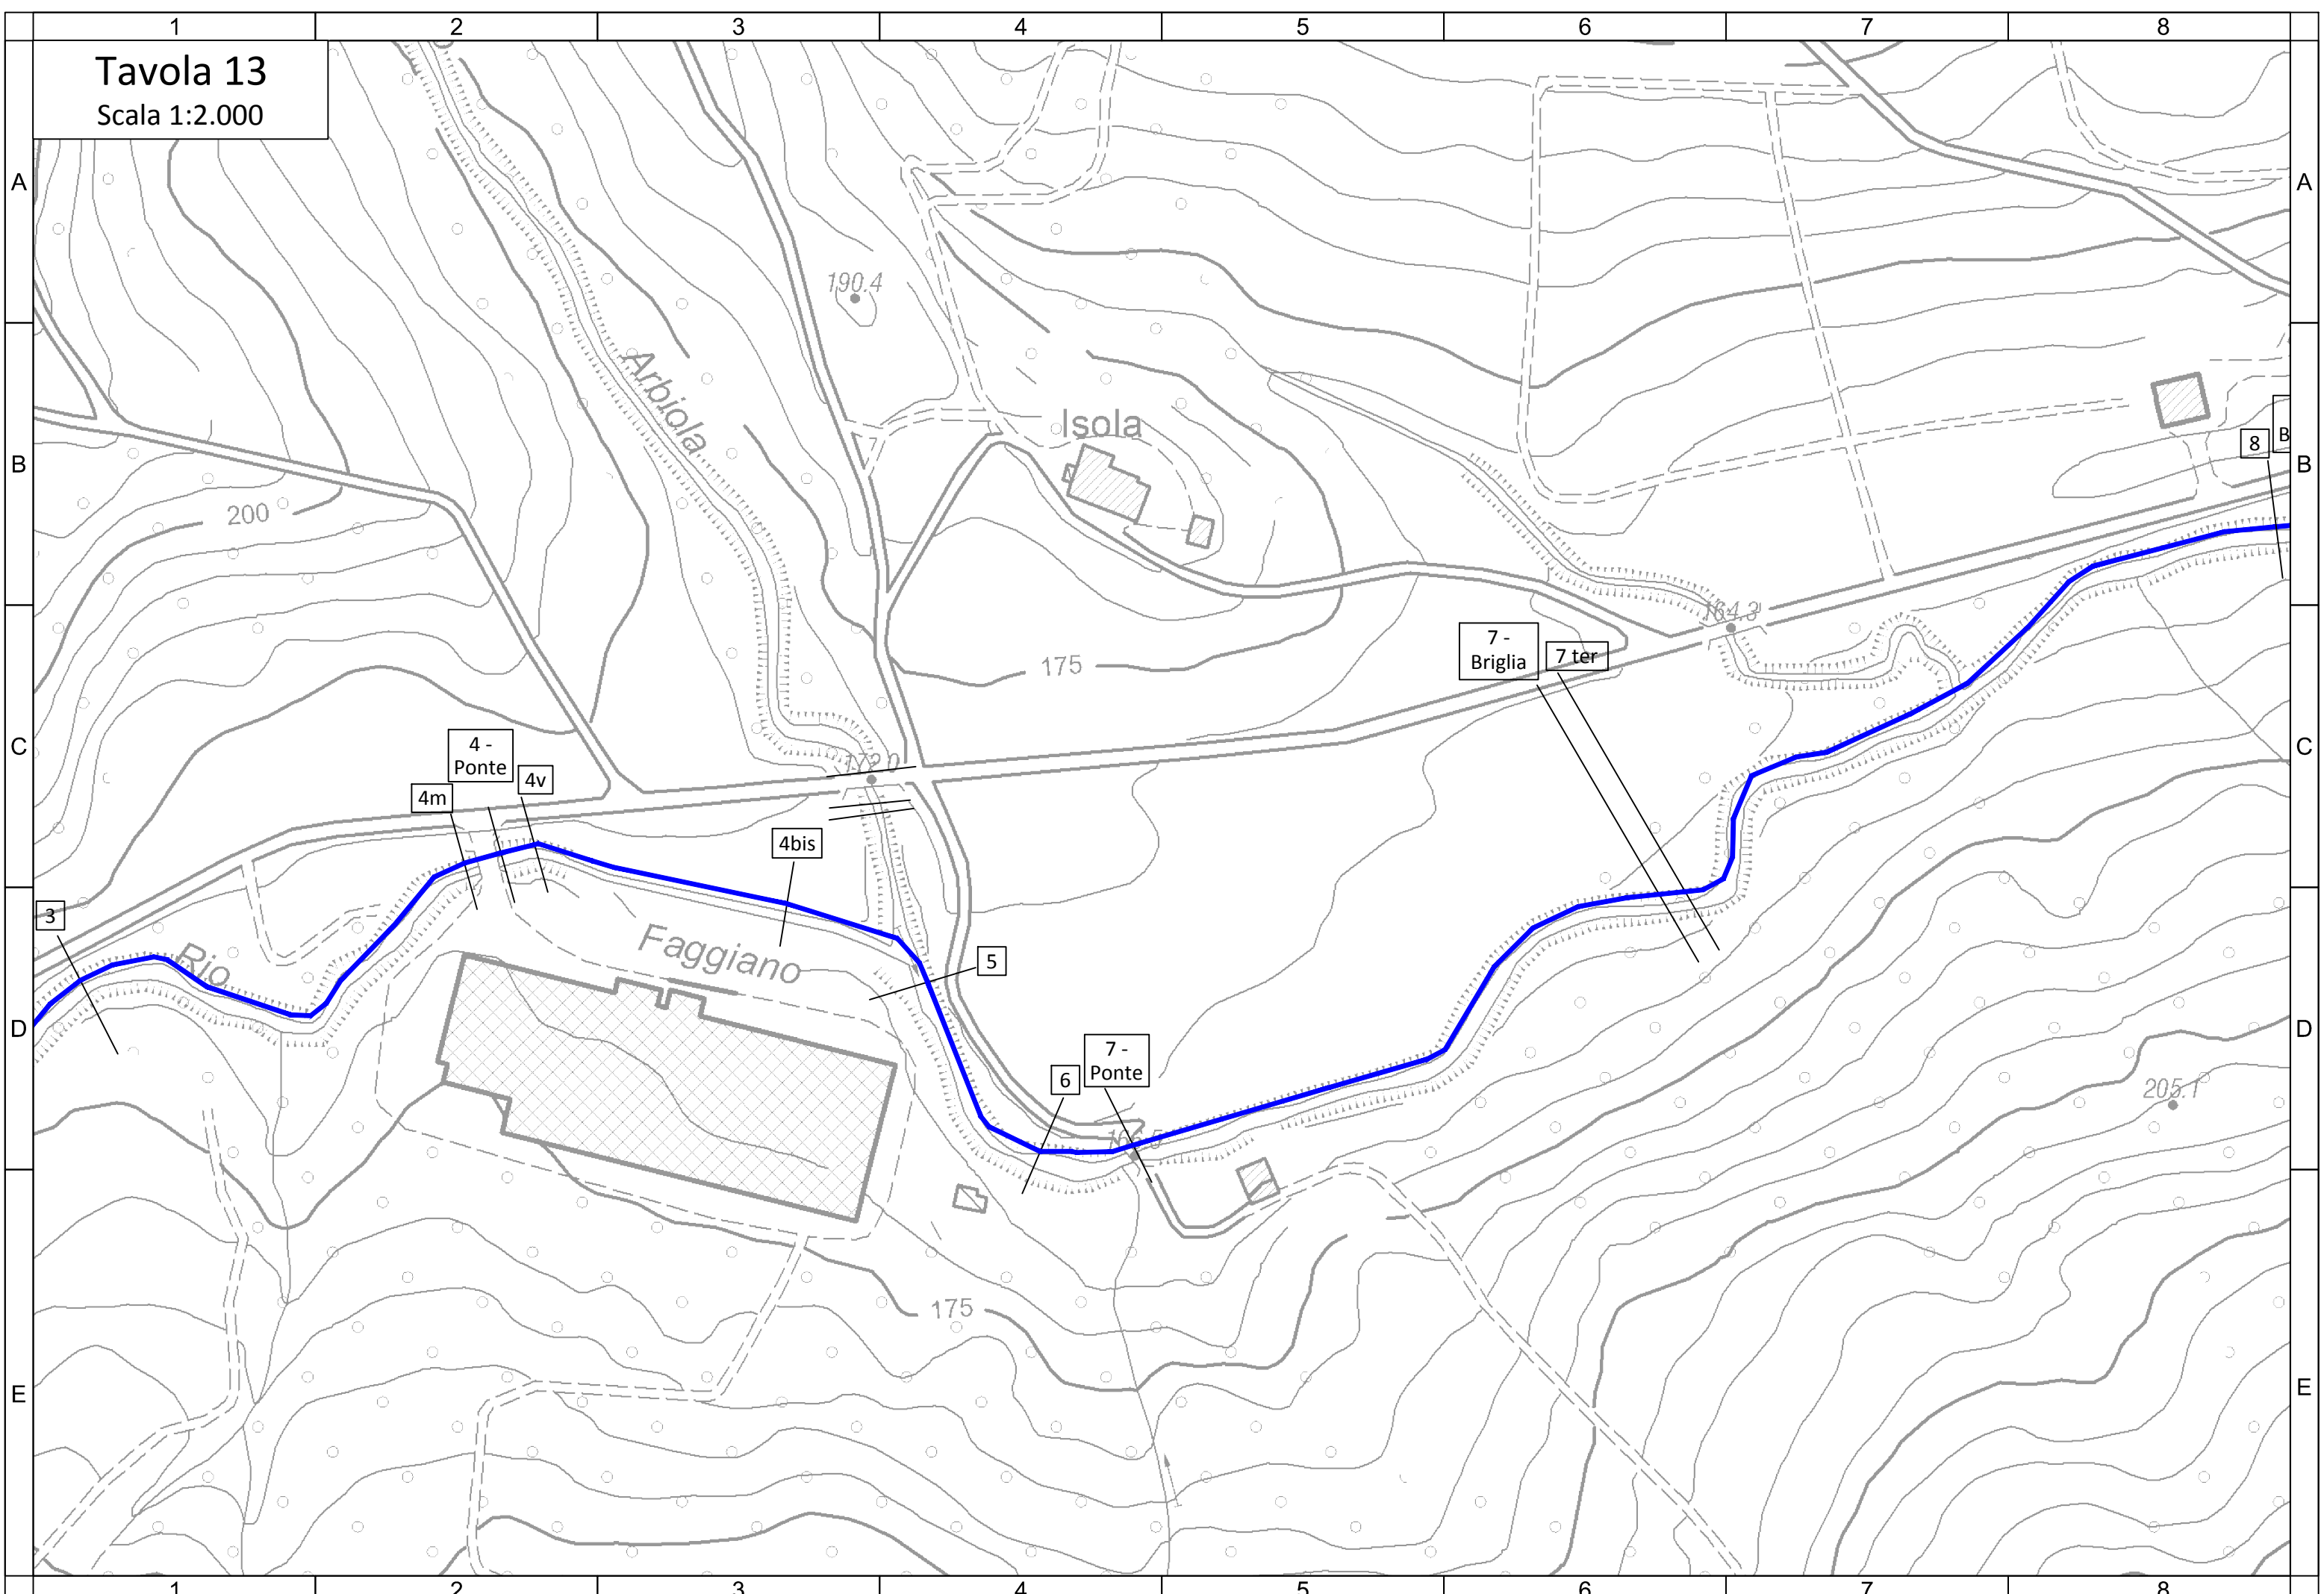 1 2 3 4 5 6 7 8
Tavola 13
Scala 1:2.000
A A
190.4
Arbiola
Isola
B B
8
B
200
164.3
7 -
Briglia
7 ter
175
C C
4 -
Ponte
172.0
4m
4v
4bis
3
Rio
Faggiano
5
D D
7 -
Ponte
6
205.1
175
E E
1 2 3 4 5 6 7 8